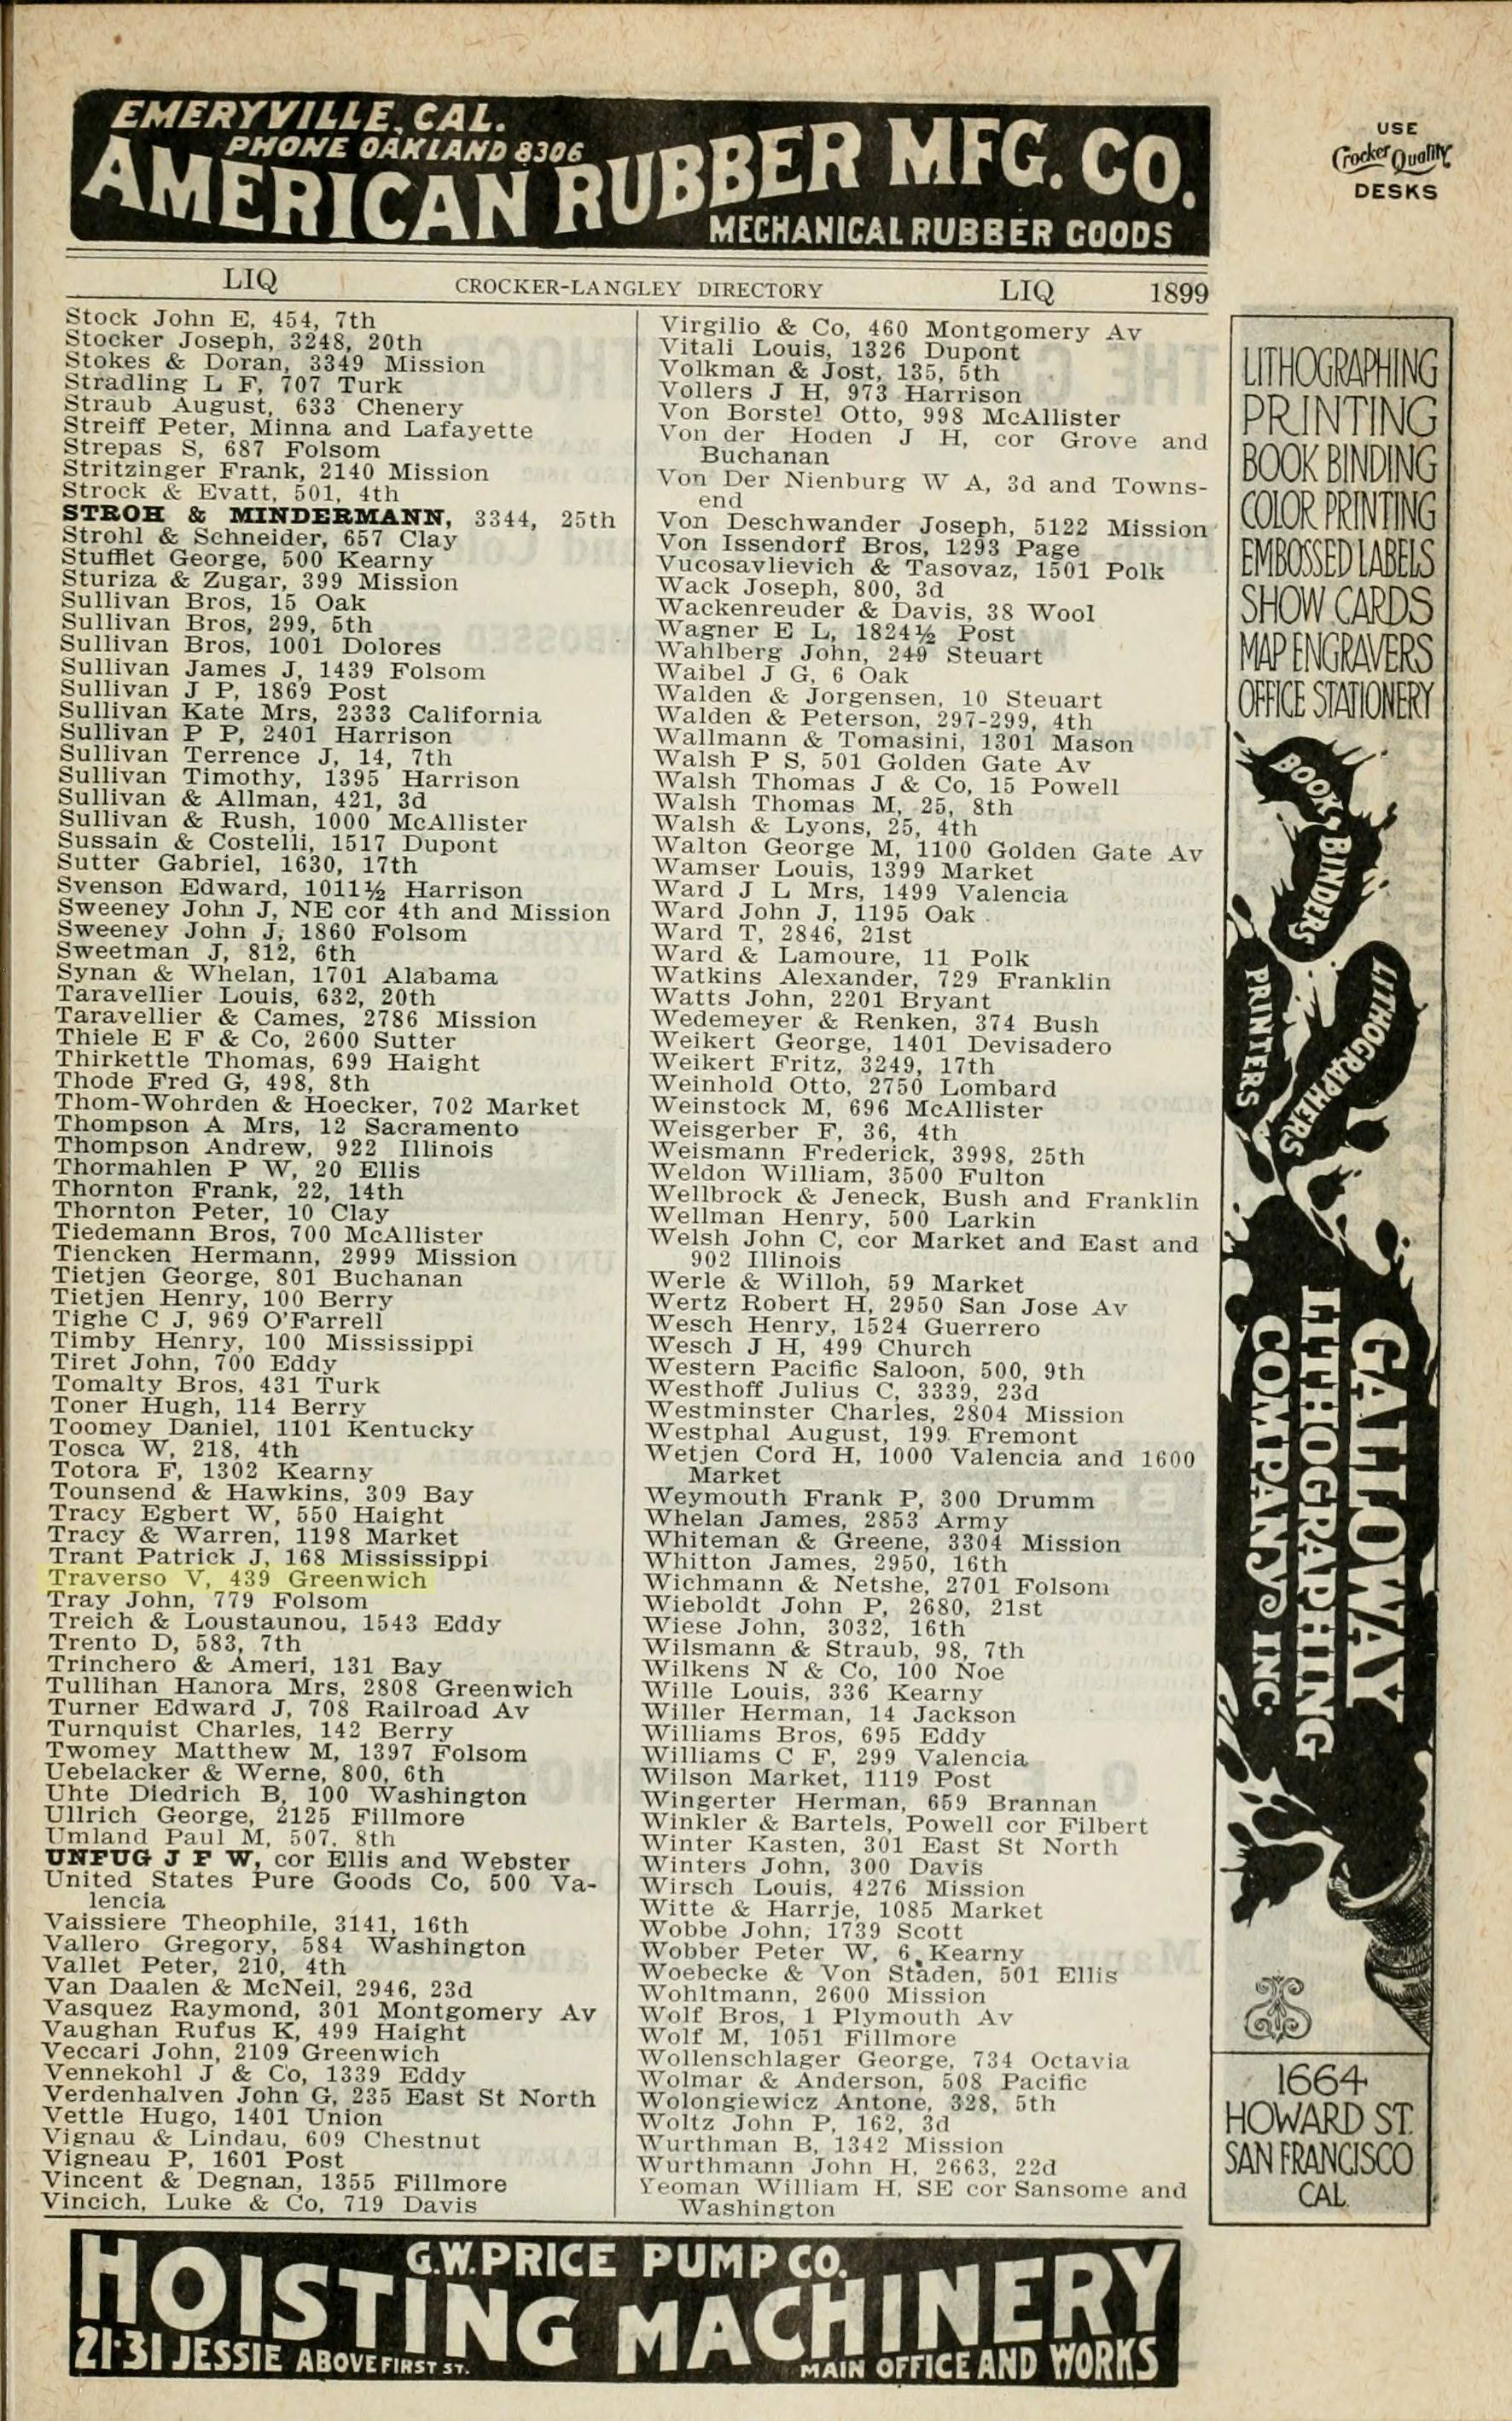 EMERYVILLE, CAL.
PHONE OAKLAND 8306
AMERICAN RUBBER MFG. CO.
MECHANICAL RUBBER GOODS
USE
Crocker Quality
DESKS
LIQ CROCKER-LANGLEY DIRECTORY LIQ 1899
Stock John E, 454, 7th
Stocker Joseph, 3248, 20th
Stokes & Doran, 3349 Mission
Stradling L F, 707 Turk
Straub August, 633 Chenery
Streiff Peter, Minna and Lafayette
Strepas S, 687 Folsom
Stritzinger Frank, 2140 Mission
Strock & Evatt, 501, 4th
STROH & MINDERMANN, 3344, 25th
Strohl & Schneider, 657 Clay
Stufflet George, 500 Kearny
Sturiza & Zugar, 399 Mission
Sullivan Bros, 15 Oak
Sullivan Bros, 299, 5th
Sullivan Bros, 1001 Dolores
Sullivan James J, 1439 Folsom
Sullivan J P, 1869 Post
Sullivan Kate Mrs, 2333 California
Sullivan P P, 2401 Harrison
Sullivan Terrence J, 14, 7th
Sullivan Timothy, 1395 Harrison
Sullivan & Allman, 421, 3d
Sullivan & Rush, 1000 McAllister
Sussain & Costelli, 1517 Dupont
Sutter Gabriel, 1630, 17th
Svenson Edward, 1011½ Harrison
Sweeney John J, NE cor 4th and Mission
Sweeney John J, 1860 Folsom
Sweetman J, 812, 6th
Synan & Whelan, 1701 Alabama
Taravellier Louis, 632, 20th
Taravellier & Cames, 2786 Mission
Thiele E F & Co, 2600 Sutter
Thirkettle Thomas, 699 Haight
Thode Fred G, 498, 8th
Thom-Wohrden & Hoecker, 702 Market
Thompson A Mrs, 12 Sacramento
Thompson Andrew, 922 Illinois
Thormahlen P W, 20 Ellis
Thornton Frank, 22, 14th
Thornton Peter, 10 Clay
Tiedemann Bros, 700 McAllister
Tiencken Hermann, 2999 Mission
Tietjen George, 801 Buchanan
Tietjen Henry, 100 Berry
Tighe C J, 969 O'Farrell
Timby Henry, 100 Mississippi
Tiret John, 700 Eddy
Tomalty Bros, 431 Turk
Toner Hugh, 114 Berry
Toomey Daniel, 1101 Kentucky
Tosca W, 218, 4th
Totora F, 1302 Kearny
Tounsend & Hawkins, 309 Bay
Tracy Egbert W, 550 Haight
Tracy & Warren, 1198 Market
Trant Patrick J, 168 Mississippi
Traverso V, 439 Greenwich
Tray John, 779 Folsom
Treich & Loustaunou, 1543 Eddy
Trento D, 583, 7th
Trinchero & Ameri, 131 Bay
Tullihan Hanora Mrs, 2808 Greenwich
Turner Edward J, 708 Railroad Av
Turnquist Charles, 142 Berry
Twomey Matthew M, 1397 Folsom
Uebelacker & Werne, 800, 6th
Uhte Diedrich B, 100 Washington
Ullrich George, 2125 Fillmore
Umland Paul M, 507, 8th
UNFUG J F W, cor Ellis and Webster
United States Pure Goods Co, 500 Va-
lencia
Vaissiere Theophile, 3141, 16th
Vallero Gregory, 584 Washington
Vallet Peter, 210, 4th
Van Daalen & McNeil, 2946, 23d
Vasquez Raymond, 301 Montgomery Av
Vaughan Rufus K, 499 Haight
Veccari John, 2109 Greenwich
Vennekohl J & Co, 1339 Eddy
Verdenhalven John G, 235 East St North
Vettle Hugo, 1401 Union
Vignau & Lindau, 609 Chestnut
Vigneau P, 1601 Post
Vincent & Degnan, 1355 Fillmore
Vincich, Luke & Co, 719 Davis
Virgilio & Co, 460 Montgomery Av
Vitali Louis, 1326 Dupont
Volkman & Jost, 135, 5th
Vollers J H, 973 Harrison
Von Borstel Otto, 998 McAllister
Von der Hoden J H, cor Grove and
Buchanan
Von Der Nienburg W A, 3d and Towns-
end
Von Deschwander Joseph, 5122 Mission
Von Issendorf Bros, 1293 Page
Vucosavlievich & Tasovaz, 1501 Polk
Wack Joseph, 800, 3d
Wackenreuder & Davis, 38 Wool
Wagner E L, 1824½ Post
Wahlberg John, 249 Steuart
Waibel J G, 6 Oak
Walden & Jorgensen, 10 Steuart
Walden & Peterson, 297-299, 4th
Wallmann & Tomasini, 1301 Mason
Walsh P S, 501 Golden Gate Av
Walsh Thomas J & Co, 15 Powell
Walsh Thomas M, 25, 8th
Walsh & Lyons, 25, 4th
Walton George M, 1100 Golden Gate Av
Wamser Louis, 1399 Market
Ward J L Mrs, 1499 Valencia
Ward John J, 1195 Oak
Ward T, 2846, 21st
Ward & Lamoure, 11 Polk
Watkins Alexander, 729 Franklin
Watts John, 2201 Bryant
Wedemeyer & Renken, 374 Bush
Weikert George, 1401 Devisadero
Weikert Fritz, 3249, 17th
Weinhold Otto, 2750 Lombard
Weinstock M, 696 McAllister
Weisgerber F, 36, 4th
Weismann Frederick, 3998, 25th
Weldon William, 3500 Fulton
Wellbrock & Jeneck, Bush and Franklin
Wellman Henry, 500 Larkin
Welsh John C, cor Market and East and
902 Illinois
Werle & Willoh, 59 Market
Wertz Robert H, 2950 San Jose Av
Wesch Henry, 1524 Guerrero
Wesch J H, 499 Church
Western Pacific Saloon, 500, 9th
Westhoff Julius C, 3339, 23d
Westminster Charles, 2804 Mission
Westphal August, 199 Fremont
Wetjen Cord H, 1000 Valencia and 1600
Market
Weymouth Frank P, 300 Drumm
Whelan James, 2853 Army
Whiteman & Greene, 3304 Mission
Whitton James, 2950, 16th
Wichmann & Netshe, 2701 Folsom
Wieboldt John P, 2680, 21st
Wiese John, 3032, 16th
Wilsmann & Straub, 98, 7th
Wilkens N & Co, 100 Noe
Wille Louis, 336 Kearny
Willer Herman, 14 Jackson
Williams Bros, 695 Eddy
Williams C F, 299 Valencia
Wilson Market, 1119 Post
Wingerter Herman, 659 Brannan
Winkler & Bartels, Powell cor Filbert
Winter Kasten, 301 East St North
Winters John, 300 Davis
Wirsch Louis, 4276 Mission
Witte & Harrje, 1085 Market
Wobbe John, 1739 Scott
Wobber Peter W, 6 Kearny
Woebecke & Von Staden, 501 Ellis
Wohltmann, 2600 Mission
Wolf Bros, 1 Plymouth Av
Wolf M, 1051 Fillmore
Wollenschlager George, 734 Octavia
Wolmar & Anderson, 508 Pacific
Wolongiewicz Antone, 328, 5th
Woltz John P, 162, 3d
Wurthman B, 1342 Mission
Wurthmann John H, 2663, 22d
Yeoman William H, SE cor Sansome and
Washington
LITHOGRAPHING
PRINTING
BOOK BINDING
COLOR PRINTING
EMBOSSED LABELS
SHOW CARDS
MAP ENGRAVERS
OFFICE STATIONERY
BOOK BINDERS
PRINTERS
LITHOGRAPHERS
GALLOWAY
LITHOGRAPHING
COMPANY INC.
1664
HOWARD ST.
SAN FRANCISCO
CAL.
G.W. PRICE PUMP CO.
HOISTING MACHINERY
21-31 JESSIE ABOVE FIRST ST.
MAIN OFFICE AND WORKS